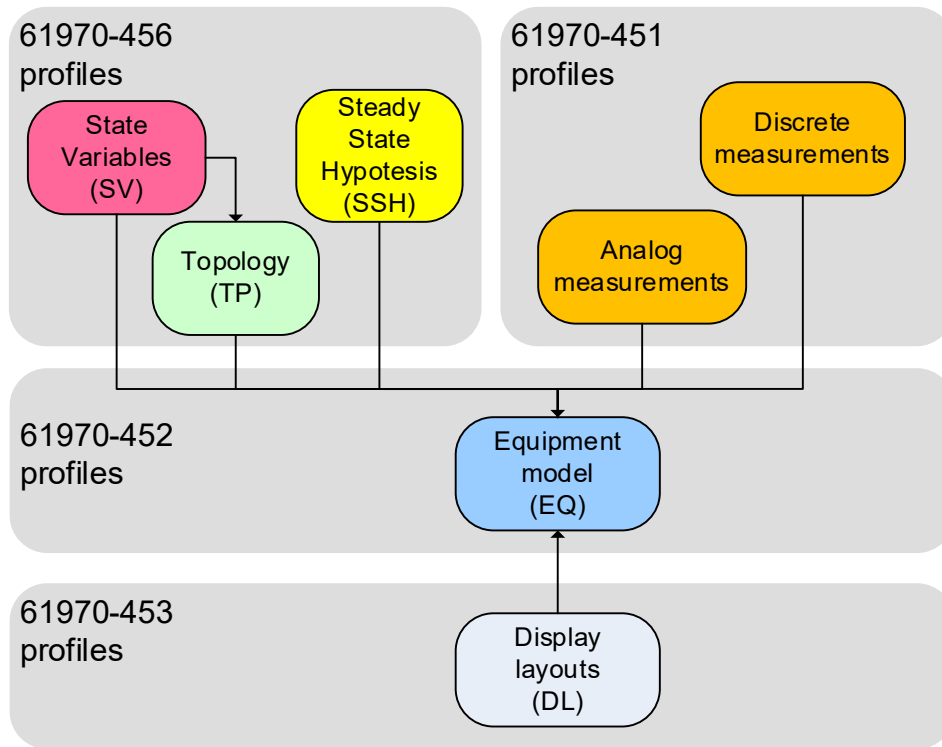 61970-456
profiles
State
Variables
(SV)
Steady
State
Hypotesis
(SSH)
Topology
(TP)
61970-451
profiles
Discrete
measurements
Analog
measurements
61970-452
profiles
Equipment
model
(EQ)
61970-453
profiles
Display
layouts
(DL)